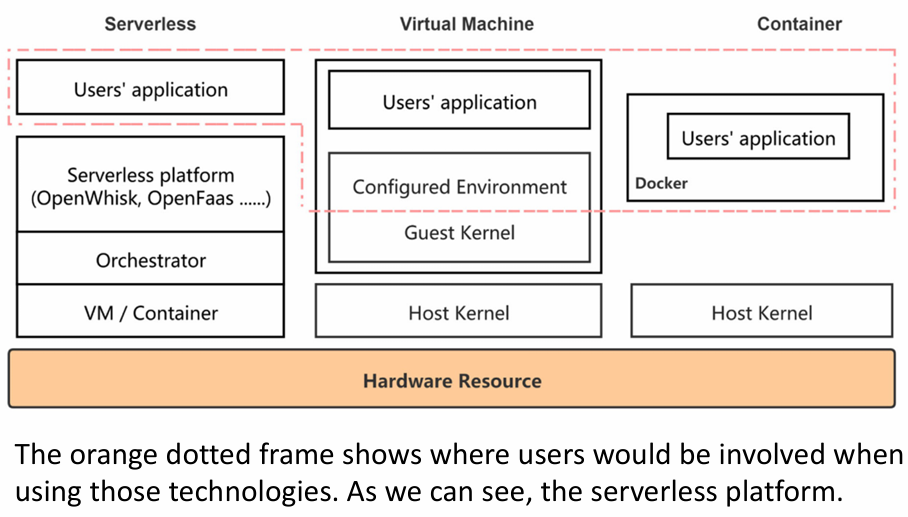 Serverless
Virtual Machine
Container
Users' application
Users' application
Users' application
Docker
Serverless platform
(OpenWhisk, OpenFaas ......)
Configured Environment
Guest Kernel
Orchestrator
VM / Container
Host Kernel
Host Kernel
Hardware Resource
The orange dotted frame shows where users would be involved when
using those technologies. As we can see, the serverless platform.